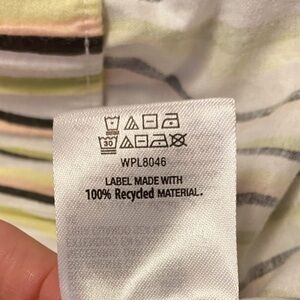 30
WPL8046
LABEL MADE WITH
100% Recycled MATERIAL.